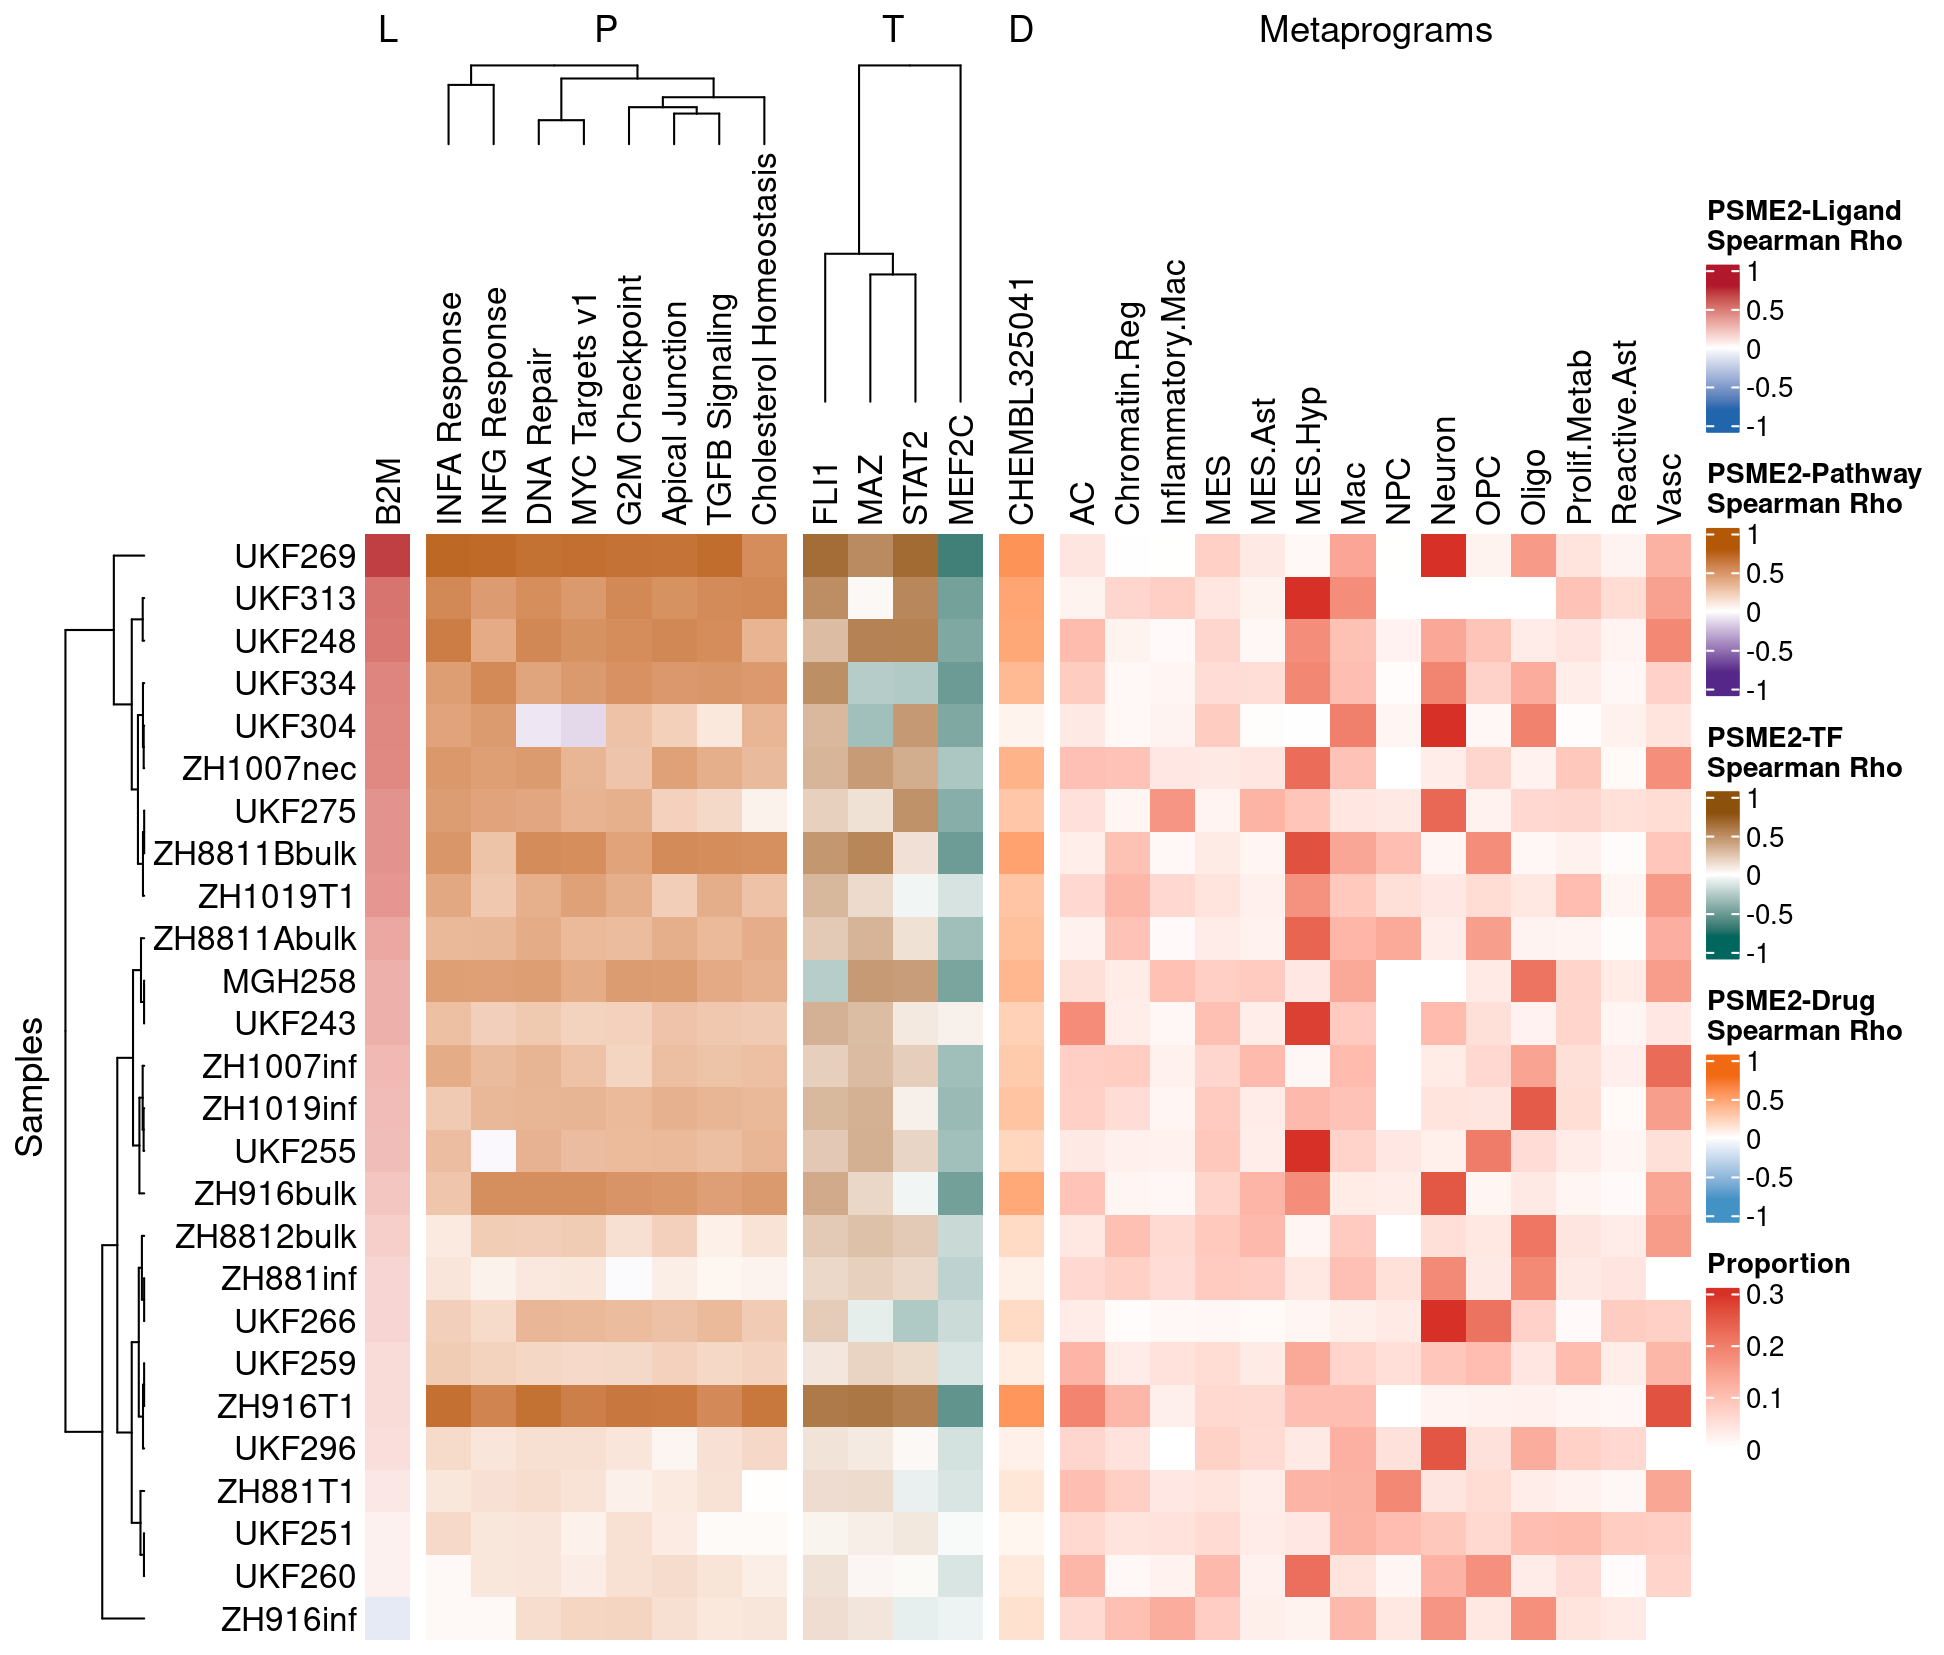 L P T D Metaprograms
B2M
INFA Response
INFG Response
DNA Repair
MYC Targets v1
G2M Checkpoint
Apical Junction
TGFB Signaling
Cholesterol Homeostasis
FLI1
MAZ
STAT2
MEF2C
CHEMBL325041
AC
Chromatin.Reg
Inflammatory.Mac
MES
MES.Ast
MES.Hyp
Mac
NPC
Neuron
OPC
Oligo
Prolif.Metab
Reactive.Ast
Vasc
Samples
UKF269
UKF313
UKF248
UKF334
UKF304
ZH1007nec
UKF275
ZH8811Bbulk
ZH1019T1
ZH8811Abulk
MGH258
UKF243
ZH1007inf
ZH1019inf
UKF255
ZH916bulk
ZH8812bulk
ZH881inf
UKF266
UKF259
ZH916T1
UKF296
ZH881T1
UKF251
UKF260
ZH916inf
PSME2-Ligand
Spearman Rho
1
0.5
0
-0.5
-1
PSME2-Pathway
Spearman Rho
1
0.5
0
-0.5
-1
PSME2-TF
Spearman Rho
1
0.5
0
-0.5
-1
PSME2-Drug
Spearman Rho
1
0.5
0
-0.5
-1
Proportion
0.3
0.2
0.1
0